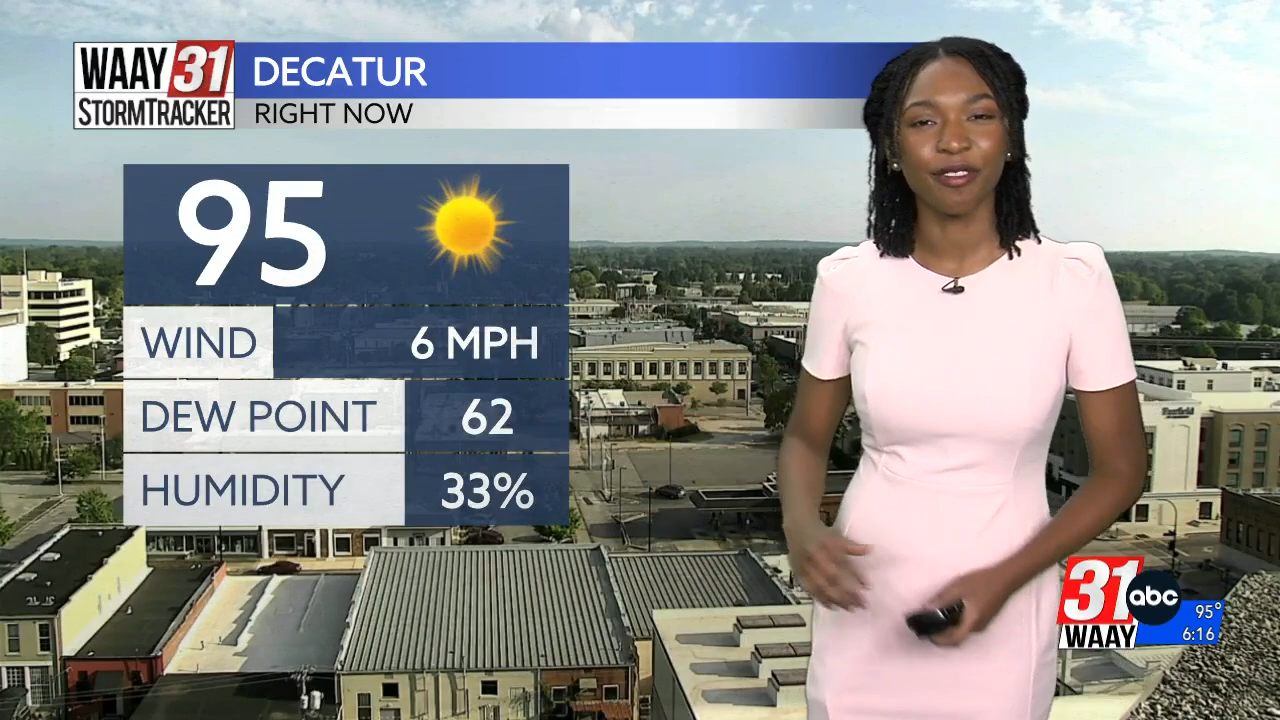 WAAY 31
STORMTRACKER
DECATUR
RIGHT NOW
95
WIND 6 MPH
DEW POINT 62
HUMIDITY 33%
31 abc
WAAY
95°
6:16